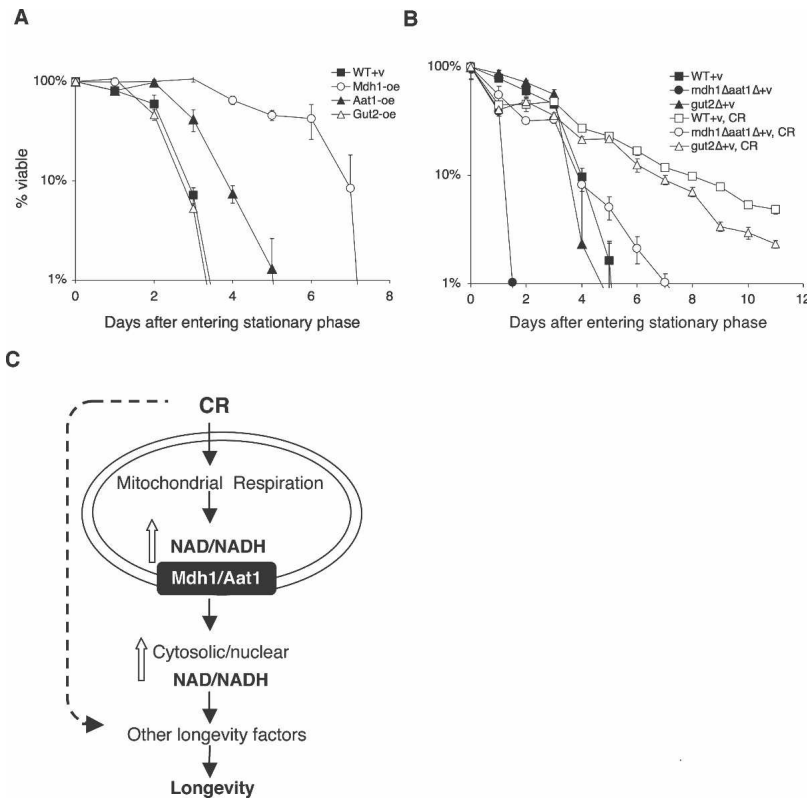 A
100%
10%
1%
% viable
0
2
4
6
8
Days after entering stationary phase
WT+v
Mdh1-oe
Aat1-oe
Gut2-oe
B
100%
10%
1%
0
2
4
6
8
10
12
Days after entering stationary phase
WT+v
mdh1Δaat1Δ+v
gut2Δ+v
WT+v, CR
mdh1Δaat1Δ+v, CR
gut2Δ+v, CR
C
CR
Mitochondrial Respiration
NAD/NADH
Mdh1/Aat1
Cytosolic/nuclear
NAD/NADH
Other longevity factors
Longevity